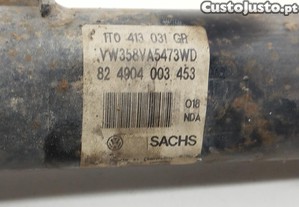 CustoJusto.pt
1T0 413 031 GR
VW358VA5473WD
82 4904 003 453
018
NDA
SACHS